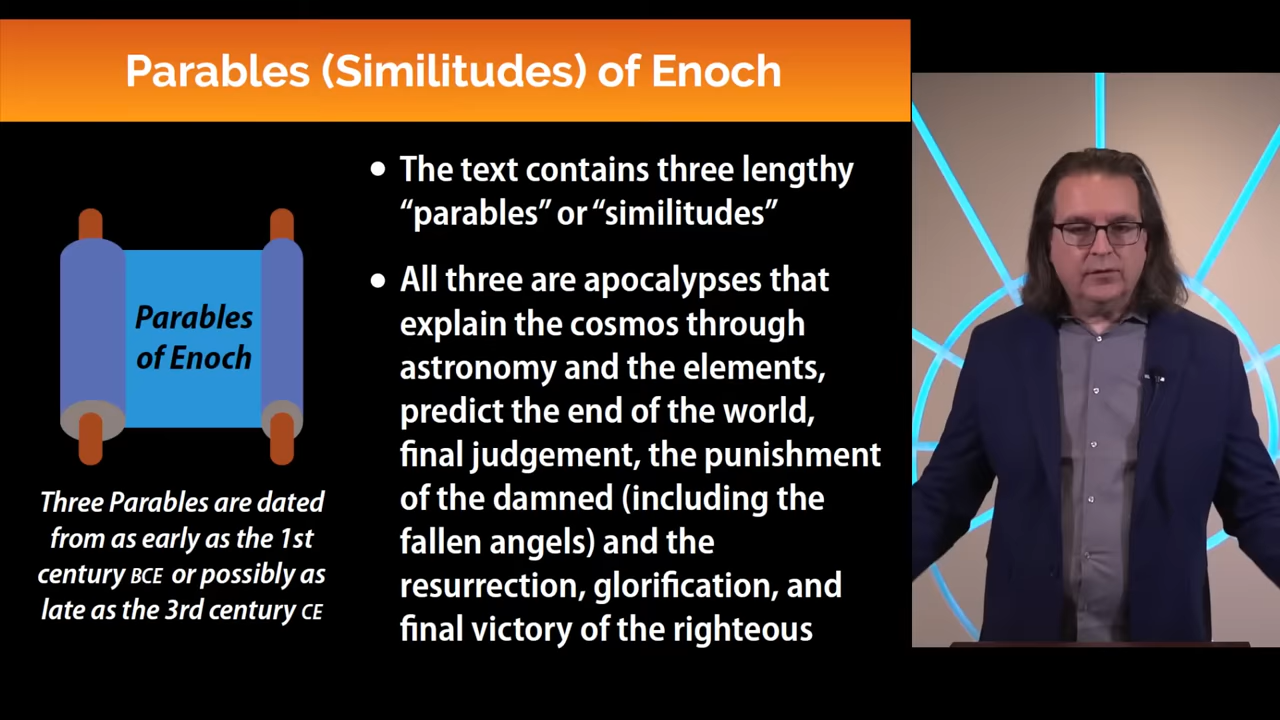 Parables (Similitudes) of Enoch
Parables
of Enoch
Three Parables are dated
from as early as the 1st
century BCE or possibly as
late as the 3rd century CE
• The text contains three lengthy
“parables” or “similitudes”
• All three are apocalypses that
explain the cosmos through
astronomy and the elements,
predict the end of the world,
final judgement, the punishment
of the damned (including the
fallen angels) and the
resurrection, glorification, and
final victory of the righteous